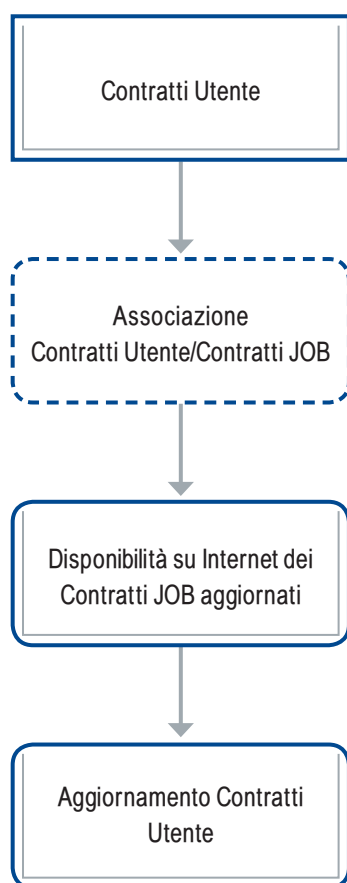 Contratti Utente
Associazione
Contratti Utente/Contratti JOB
Disponibilità su Internet dei
Contratti JOB aggiornati
Aggiornamento Contratti
Utente